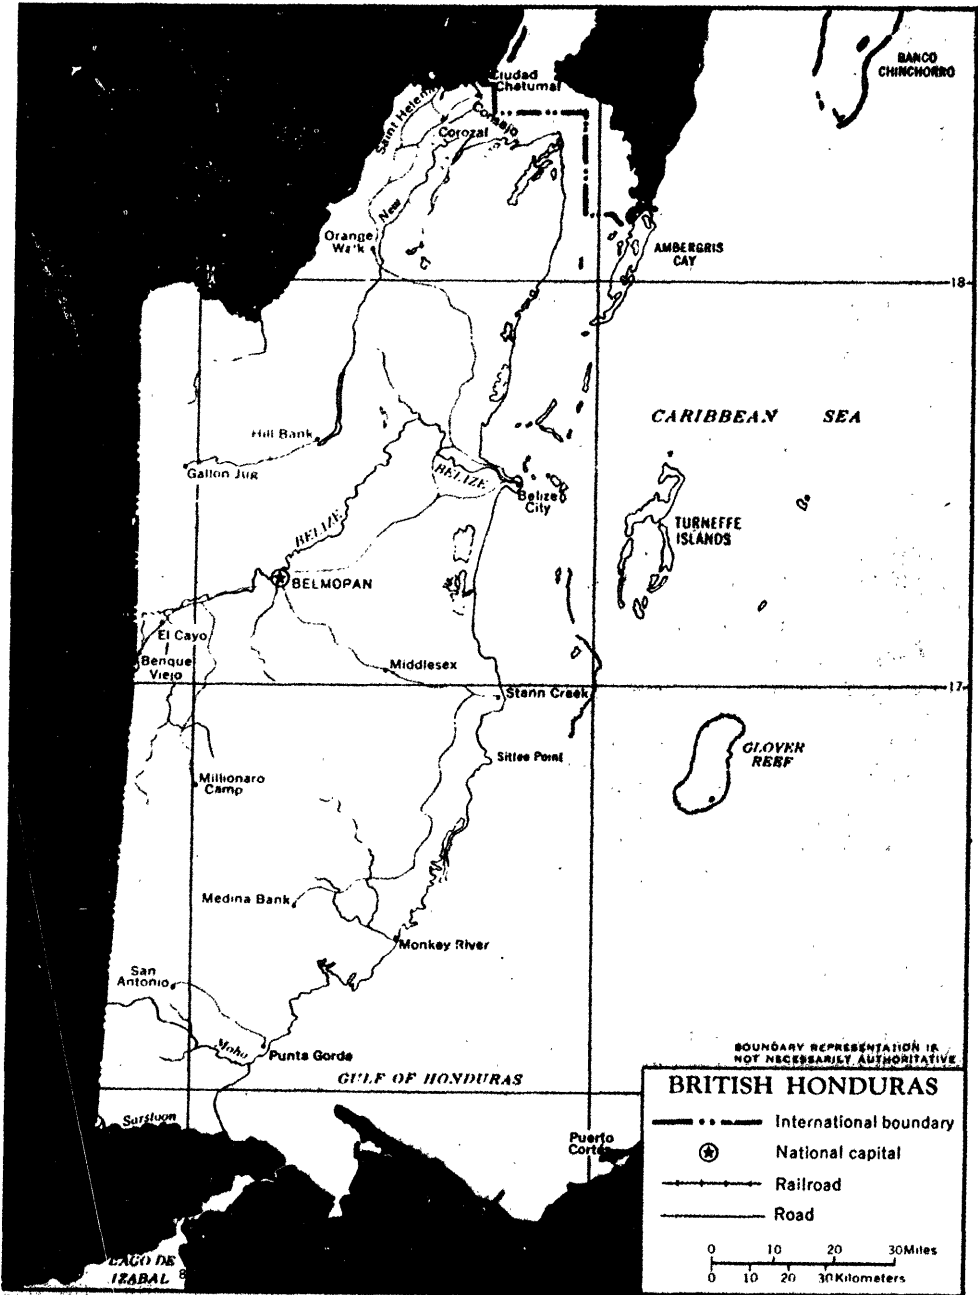 BANCO
CHINCHORRO
Ciudad
Chetumal
Saint Helena
Consejo
Corozal
New
Orange
Walk
AMBERGRIS
CAY
18
CARIBBEAN SEA
Hill Bank
Gallon Jug
BELIZE
Belize
City
TURNEFFE
ISLANDS
BELIZE
BELMOPAN
El Cayo
Benque
Viejo
Middlesex
17
Stann Creek
Sittee Point
GLOVER
REEF
Millionaro
Camp
Medina Bank
Monkey River
San
Antonio
Moho
Punta Gorda
BOUNDARY REPRESENTATION IS
NOT NECESSARILY AUTHORITATIVE
GULF OF HONDURAS
BRITISH HONDURAS
International boundary
National capital
Railroad
Road
0 10 20 30 Miles
0 10 20 30 Kilometers
Sarstoon
Puerto
Cortés
LAGO DE
IZABAL
8